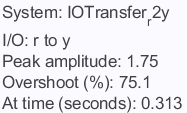 System: IOTransfer_r2y
I/O: r to y
Peak amplitude: 1.75
Overshoot (%): 75.1
At time (seconds): 0.313